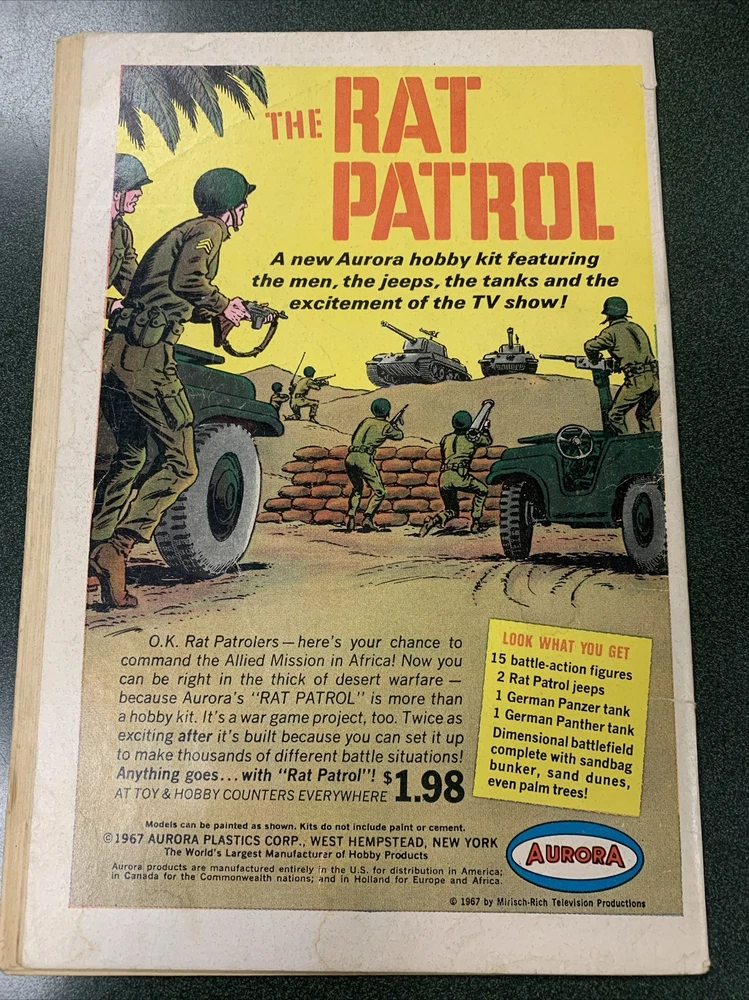 THE RAT
PATROL
A new Aurora hobby kit featuring
the men, the jeeps, the tanks and the
excitement of the TV show!
O.K. Rat Patrolers — here's your chance to
command the Allied Mission in Africa! Now you
can be right in the thick of desert warfare —
because Aurora's "RAT PATROL" is more than
a hobby kit. It's a war game project, too. Twice as
exciting after it's built because you can set it up
to make thousands of different battle situations!
Anything goes... with "Rat Patrol"! $1.98
AT TOY & HOBBY COUNTERS EVERYWHERE
LOOK WHAT YOU GET
15 battle-action figures
2 Rat Patrol jeeps
1 German Panzer tank
1 German Panther tank
Dimensional battlefield
complete with sandbag
bunker, sand dunes,
even palm trees!
Models can be painted as shown. Kits do not include paint or cement.
©1967 AURORA PLASTICS CORP., WEST HEMPSTEAD, NEW YORK
The World's Largest Manufacturer of Hobby Products
Aurora products are manufactured entirely in the U.S. for distribution in America;
in Canada for the Commonwealth nations; and in Holland for Europe and Africa.
AURORA
© 1967 by Mirisch-Rich Television Productions